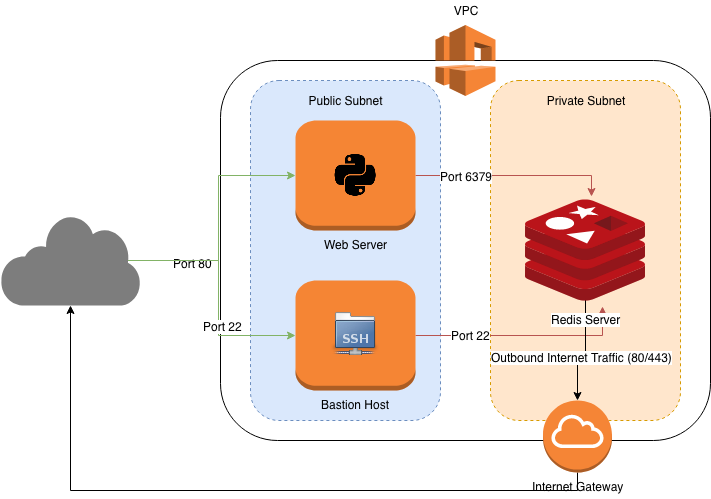 VPC
Public Subnet
Private Subnet
Port 6379
Web Server
Port 80
Port 22
SSH
Port 22
Redis Server
Outbound Internet Traffic (80/443)
Bastion Host
Internet Gateway